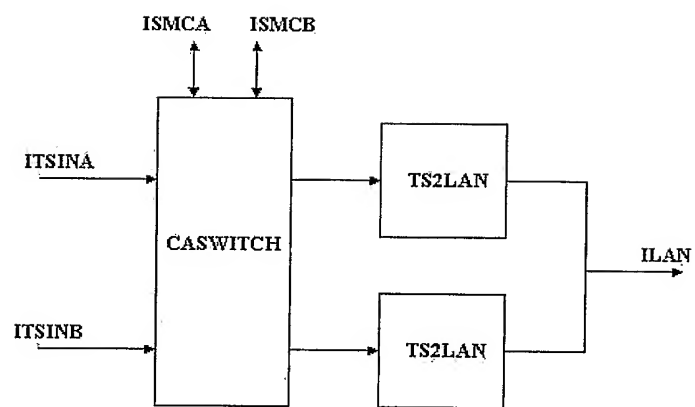 ISMCA ISMCB
ITSINA
TS2LAN
CASWITCH
ILAN
ITSINB
TS2LAN